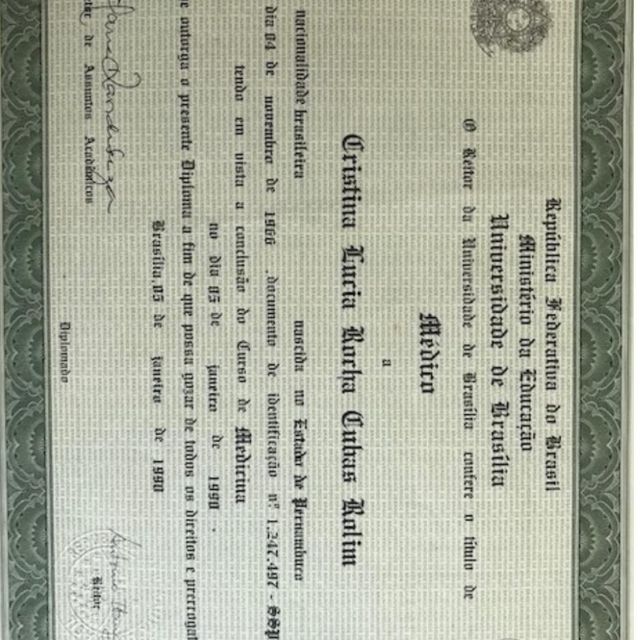 República Federativa do Brasil
Ministério da Educação
Universidade de Brasília
O Reitor da Universidade de Brasília confere o título de
Médico
a
Cristina Lucia Rocha Cubas Rolim
nacionalidade brasileira nascida no Estado de Pernambuco
dia 04 de novembro de 1966 documento de identificação nº 1.247.497 - SSP
tendo em vista a conclusão do Curso de Medicina
no dia 05 de janeiro de 1990 .
e outorga o presente Diploma a fim de que possa gozar de todos os direitos e prerrogat
Brasília, 05 de janeiro de 1990
de Assuntos Acadêmicos
Reitor
Diplomado